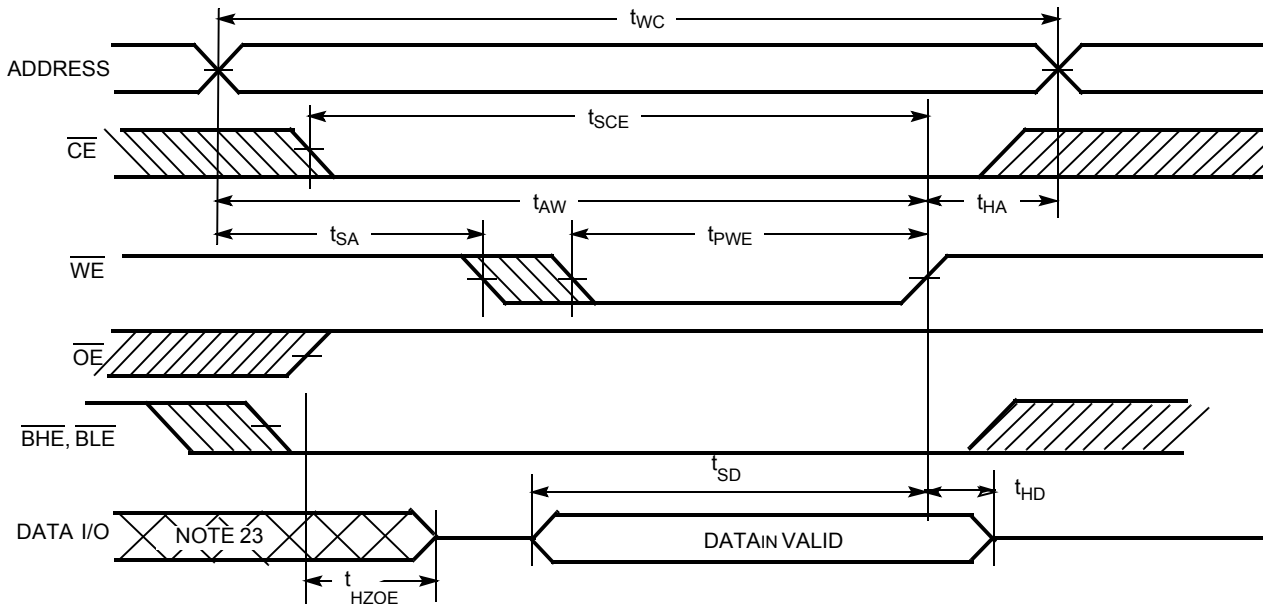 tWC
ADDRESS
tSCE
CE
tAW
tHA
tSA
tPWE
WE
OE
BHE, BLE
tSD
tHD
DATA I/O
NOTE 23
DATAIN VALID
tHZOE